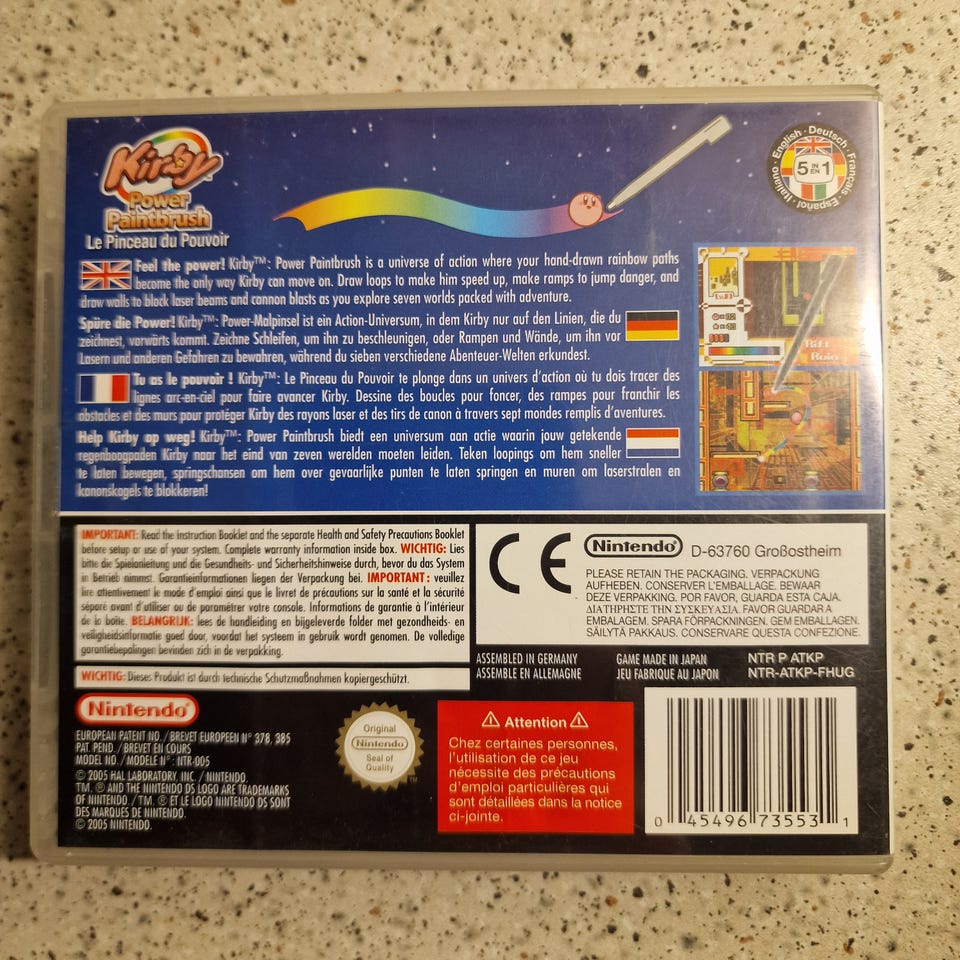 Kirby
Power
Paintbrush
Le Pinceau du Pouvoir
English · Deutsch · Français · Español · Italiano
5 IN EN 1
Feel the power! Kirby™: Power Paintbrush is a universe of action where your hand-drawn rainbow paths
become the only way Kirby can move on. Draw loops to make him speed up, make ramps to jump danger, and
draw walls to block laser beams and cannon blasts as you explore seven worlds packed with adventure.
Spüre die Power! Kirby™: Power-Malpinsel ist ein Action-Universum, in dem Kirby nur auf den Linien, die du
zeichnest, vorwärts kommt. Zeichne Schleifen, um ihn zu beschleunigen, oder Rampen und Wände, um ihn vor
Lasern und anderen Gefahren zu bewahren, während du sieben verschiedene Abenteuer-Welten erkundest.
Tu as le pouvoir ! Kirby™: Le Pinceau du Pouvoir te plonge dans un univers d'action où tu dois tracer des
lignes arc-en-ciel pour faire avancer Kirby. Dessine des boucles pour foncer, des rampes pour franchir les
obstacles et des murs pour protéger Kirby des rayons laser et des tirs de canon à travers sept mondes remplis d'aventures.
Help Kirby op weg! Kirby™: Power Paintbrush biedt een universum aan actie waarin jouw getekende
regenboogpaden Kirby naar het eind van zeven werelden moeten leiden. Teken loopings om hem sneller
te laten bewegen, springschansen om hem over gevaarlijke punten te laten springen en muren om laserstralen en
kanonskogels te blokkeren!
Rift
Ruin
IMPORTANT: Read the Instruction Booklet and the separate Health and Safety Precautions Booklet
before setup or use of your system. Complete warranty information inside box. WICHTIG: Lies
bitte die Spielanleitung und die Gesundheits- und Sicherheitshinweise durch, bevor du das System
in Betrieb nimmst. Garantieinformationen liegen der Verpackung bei. IMPORTANT : veuillez
lire attentivement le mode d'emploi ainsi que le livret de précautions sur la santé et la sécurité
séparé avant d'utiliser ou de paramétrer votre console. Informations de garantie à l'intérieur
de la boîte. BELANGRIJK: lees de handleiding en bijgeleverde folder met gezondheids- en
veiligheidsinformatie goed door, voordat het systeem in gebruik wordt genomen. De volledige
garantiebepalingen bevinden zich in de verpakking.
WICHTIG: Dieses Produkt ist durch technische Schutzmaßnahmen kopiergeschützt.
CE
Nintendo® D-63760 Großostheim
PLEASE RETAIN THE PACKAGING. VERPACKUNG
AUFHEBEN. CONSERVER L'EMBALLAGE. BEWAAR
DEZE VERPAKKING. POR FAVOR, GUARDA ESTA CAJA.
ΔΙΑΤΗΡΗΣΤΕ ΤΗΝ ΣΥΣΚΕΥΑΣΙΑ. FAVOR GUARDAR A
EMBALAGEM. SPARA FÖRPACKNINGEN. GEM EMBALLAGEN.
SÄILYTÄ PAKKAUS. CONSERVARE QUESTA CONFEZIONE.
ASSEMBLED IN GERMANY
ASSEMBLÉ EN ALLEMAGNE
GAME MADE IN JAPAN
JEU FABRIQUÉ AU JAPON
NTR P ATKP
NTR-ATKP-FHUG
Nintendo®
EUROPEAN PATENT NO. / BREVET EUROPEEN N° 378, 385
PAT. PEND. / BREVET EN COURS
MODEL NO. / MODELE N° : NTR-005
© 2005 HAL LABORATORY, INC. / NINTENDO.
TM, ® AND THE NINTENDO DS LOGO ARE TRADEMARKS
OF NINTENDO. / TM, ® ET LE LOGO NINTENDO DS SONT
DES MARQUES DE NINTENDO.
© 2005 NINTENDO.
Original
Nintendo®
Seal of
Quality
TM
Attention
Chez certaines personnes,
l'utilisation de ce jeu
nécessite des précautions
d'emploi particulières qui
sont détaillées dans la notice
ci-jointe.
0 45496 73553 1